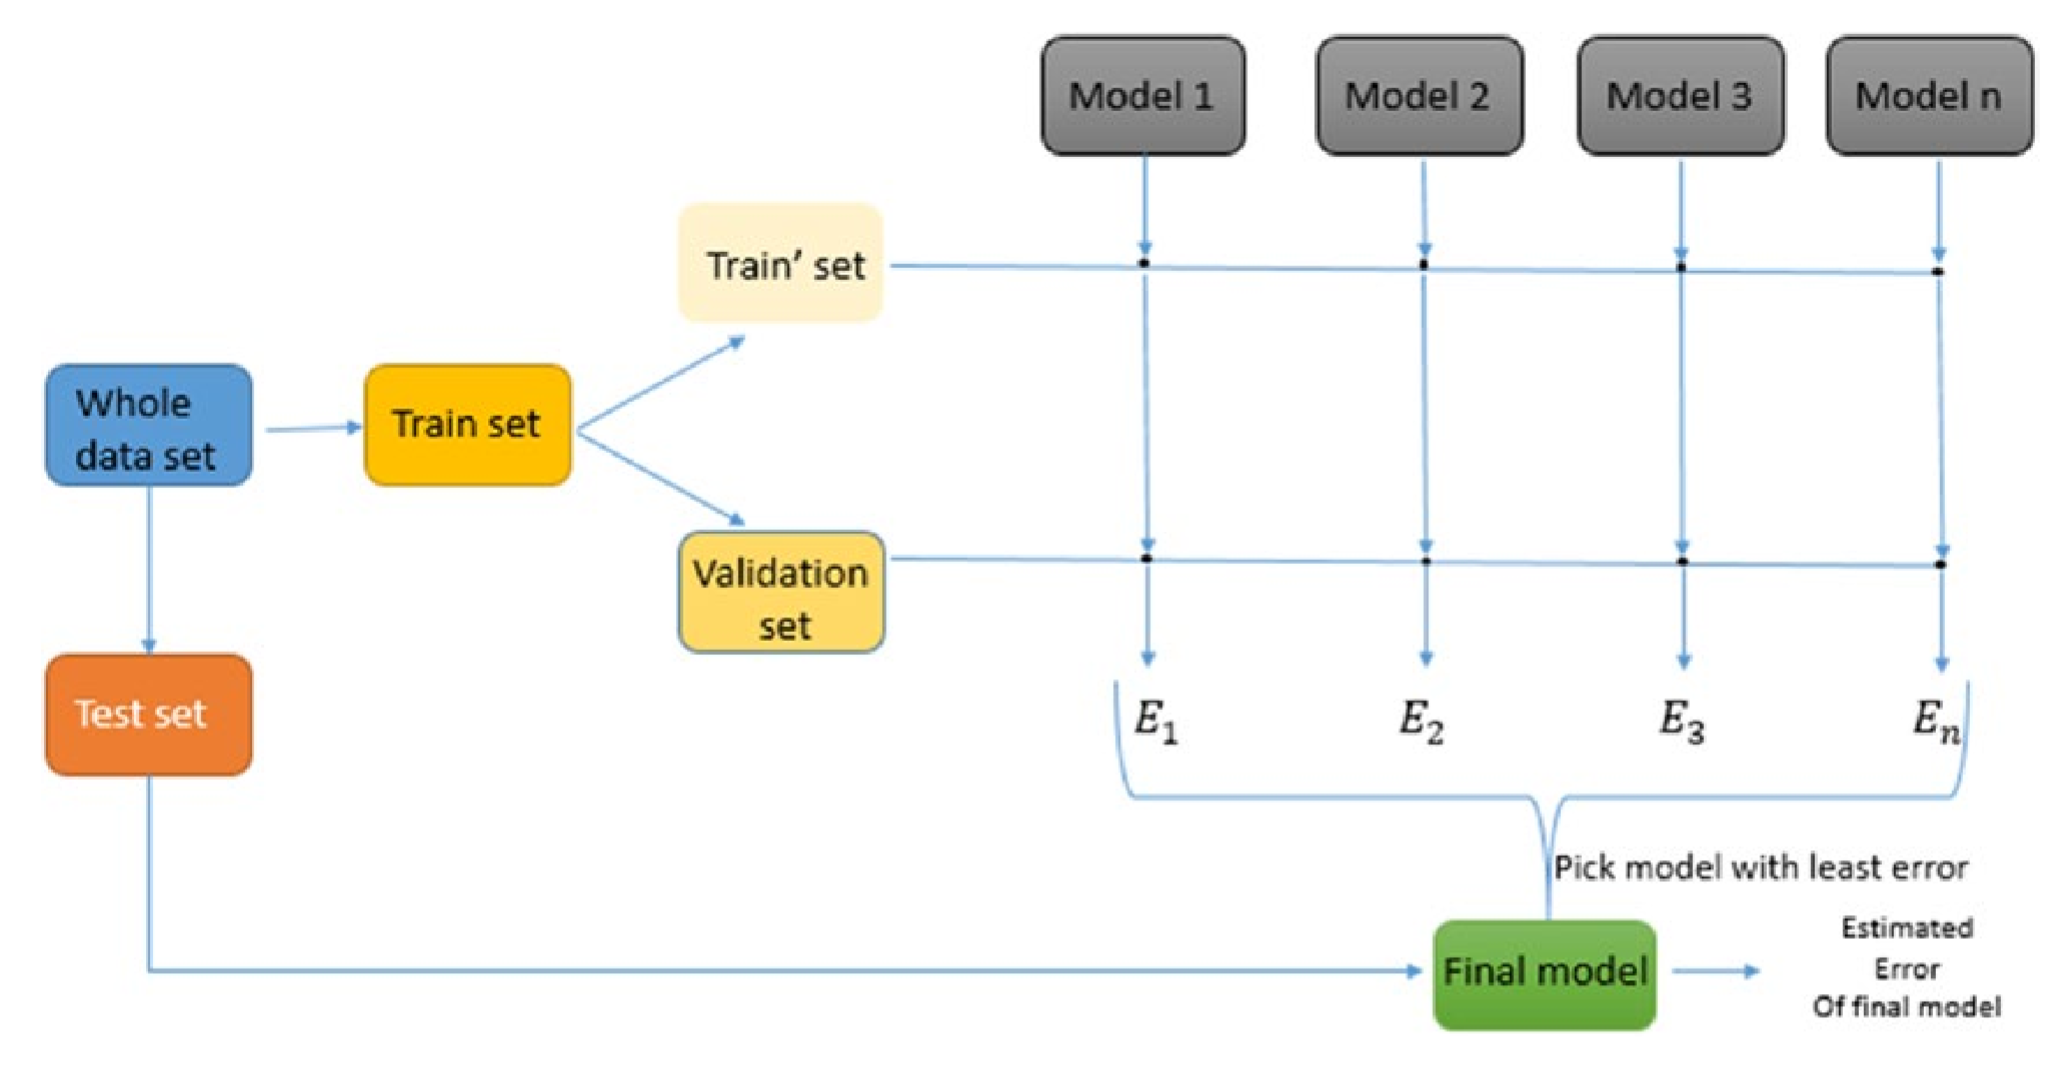 Model 1
Model 2
Model 3
Model n
Train’ set
Whole
data set
Train set
Validation
set
Test set
E₁
E₂
E₃
Eₙ
Pick model with least error
Final model
Estimated
Error
Of final model